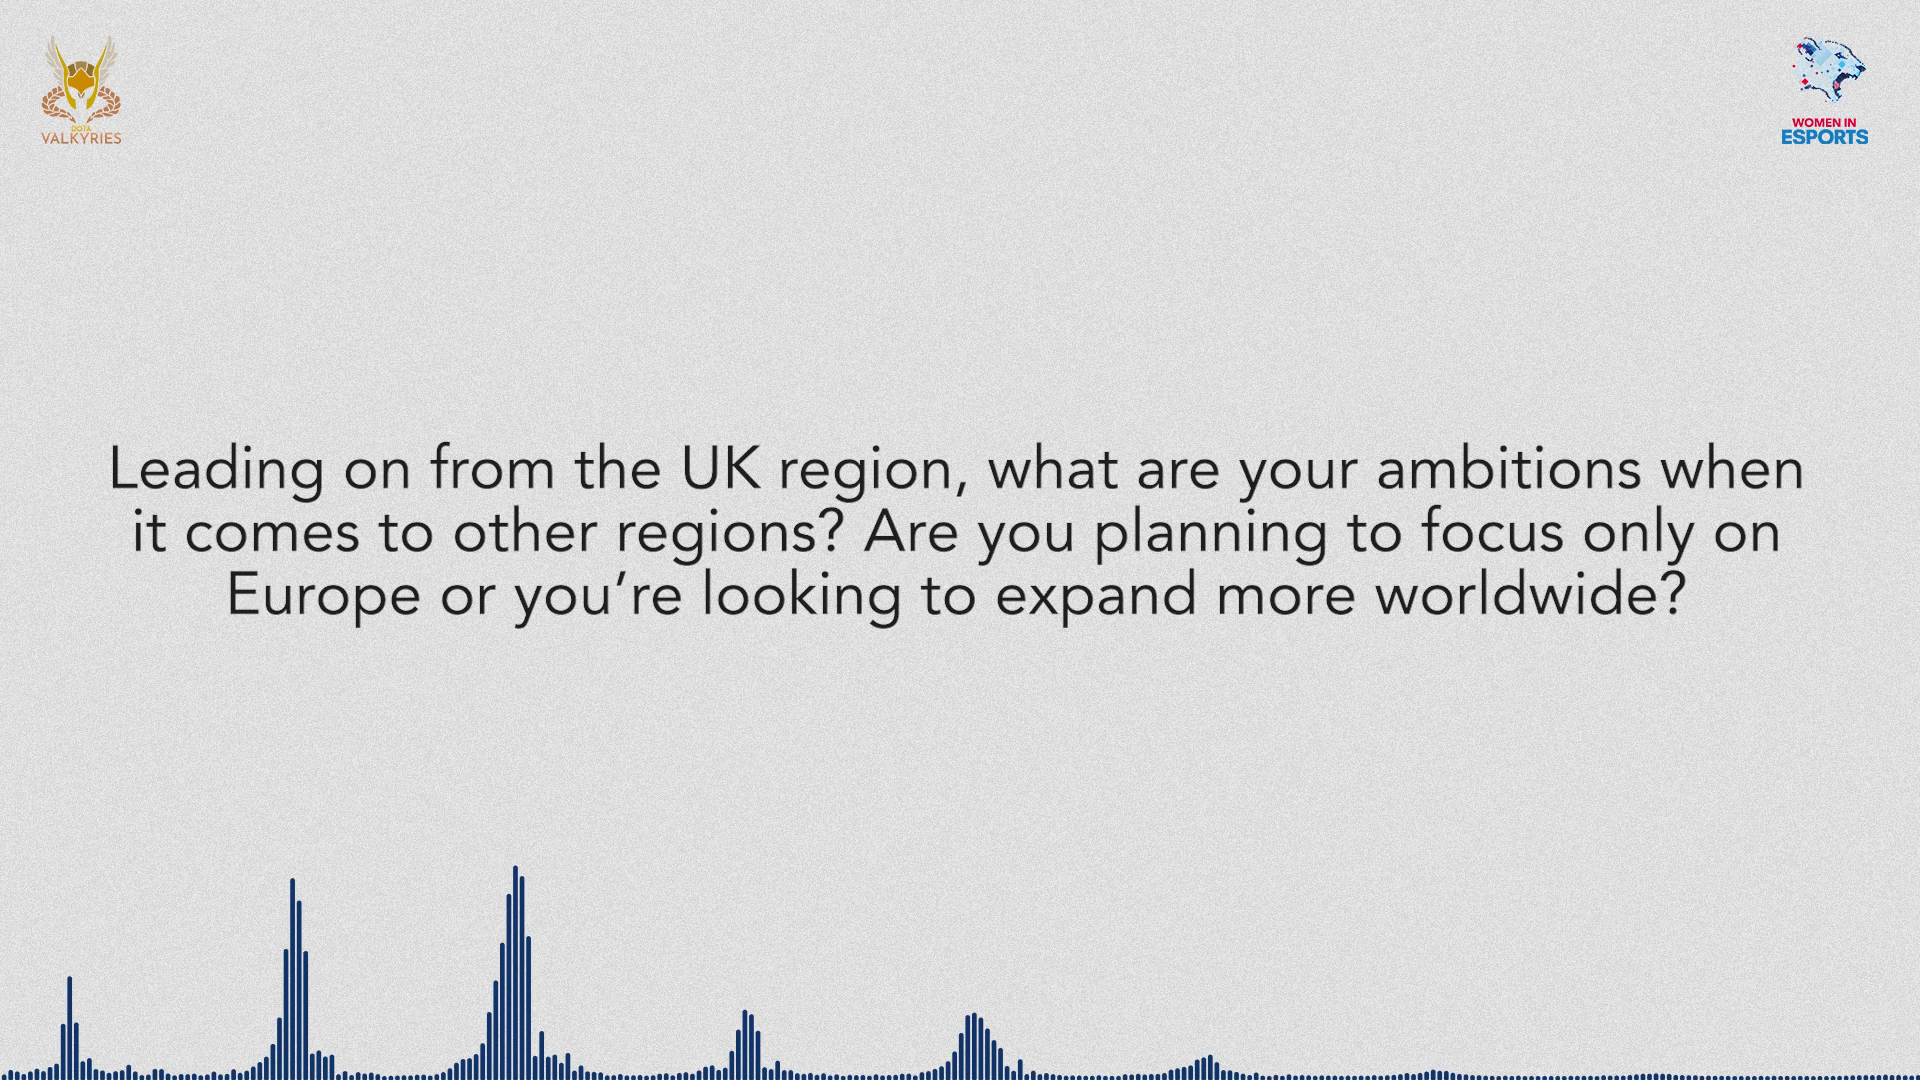 DOTA
VALKYRIES
WOMEN IN
ESPORTS
Leading on from the UK region, what are your ambitions when
it comes to other regions? Are you planning to focus only on
Europe or you’re looking to expand more worldwide?